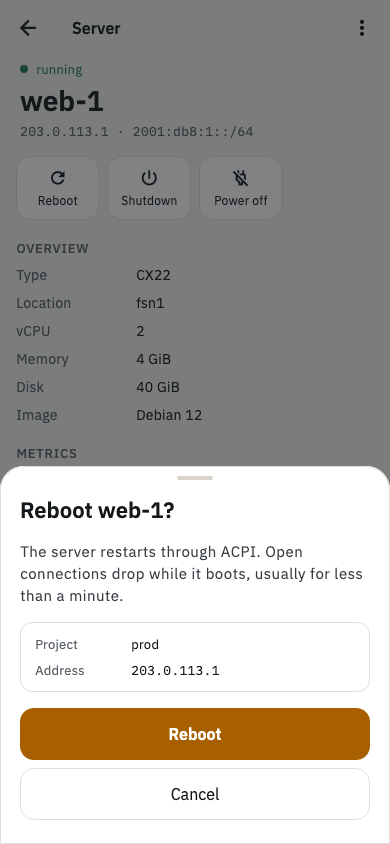 Server
running
web-1
203.0.113.1 · 2001:db8:1::/64
Reboot Shutdown Power off
OVERVIEW
Type CX22
Location fsn1
vCPU 2
Memory 4 GiB
Disk 40 GiB
Image Debian 12
METRICS
Reboot web-1?
The server restarts through ACPI. Open
connections drop while it boots, usually for less
than a minute.
Project prod
Address 203.0.113.1
Reboot
Cancel